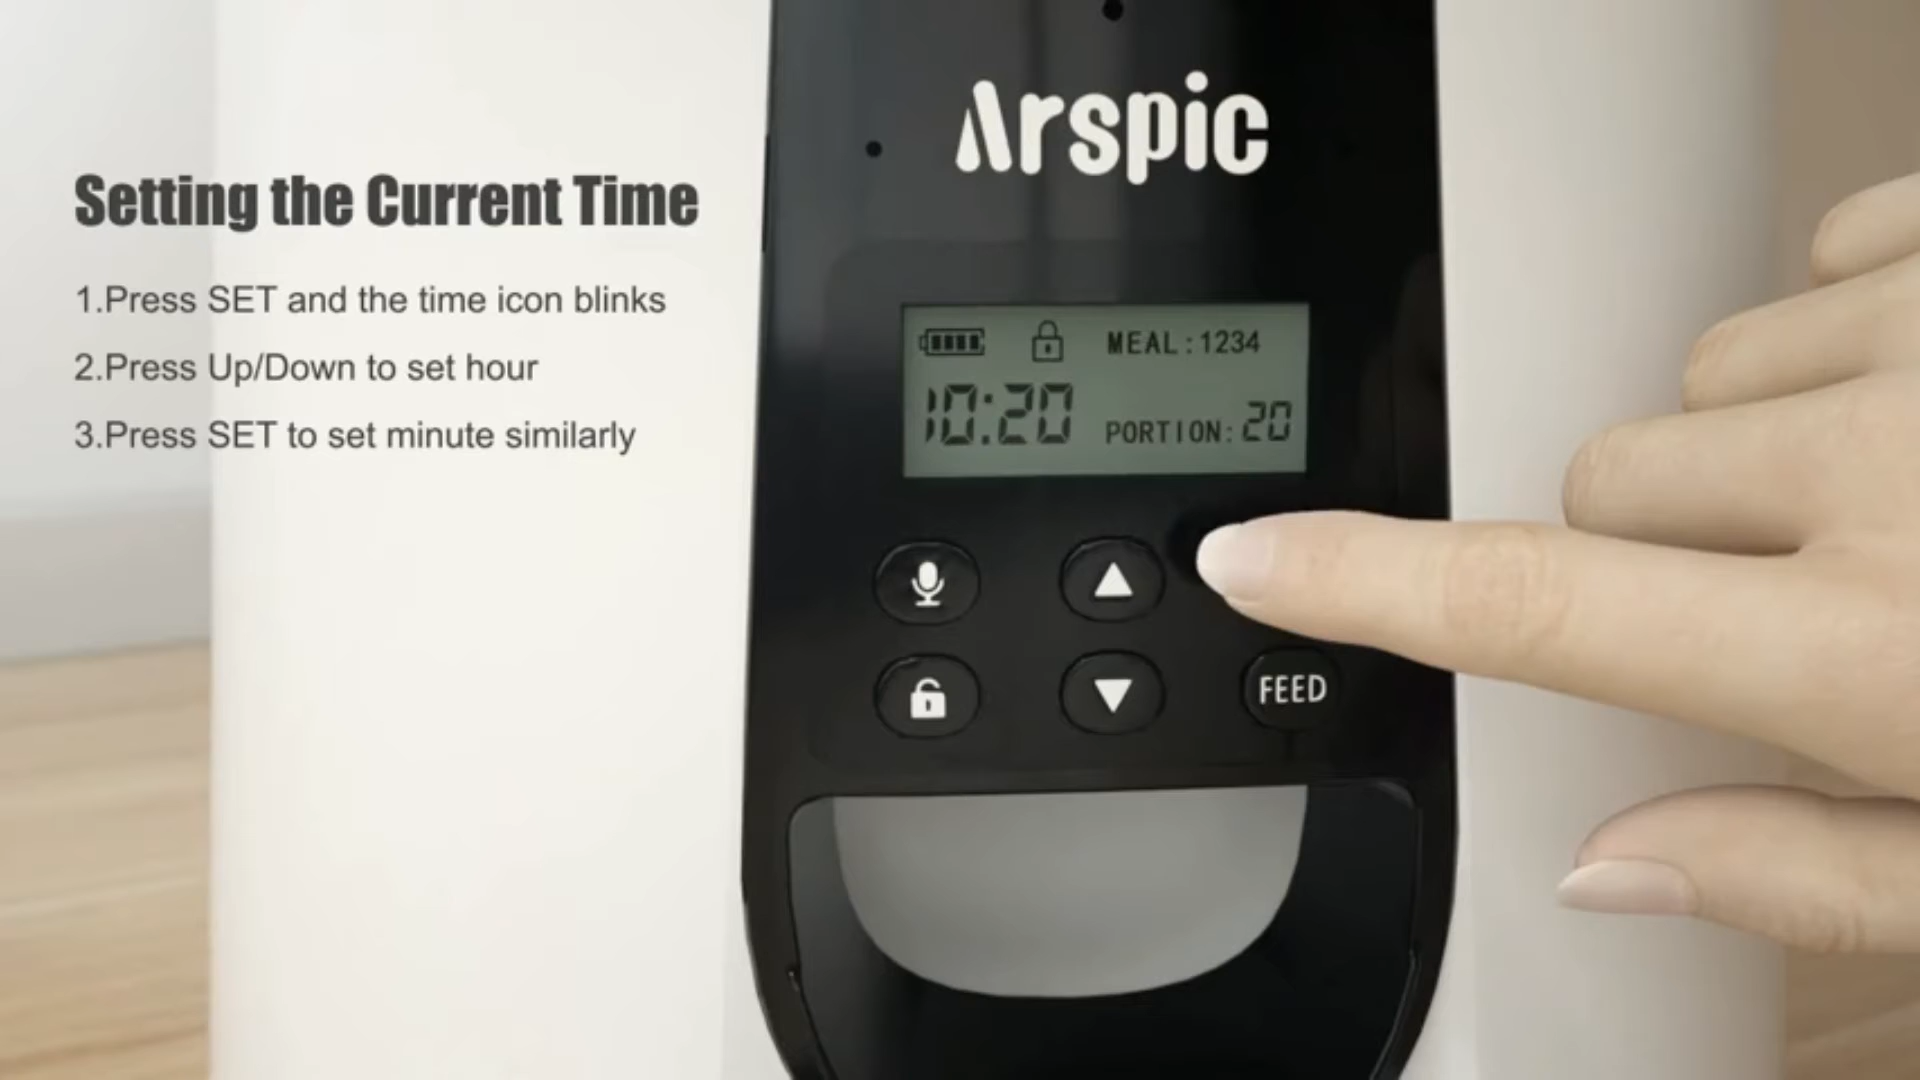 Arspic
Setting the Current Time
1.Press SET and the time icon blinks
2.Press Up/Down to set hour
3.Press SET to set minute similarly
MEAL:1234
10:20
PORTION:20
FEED